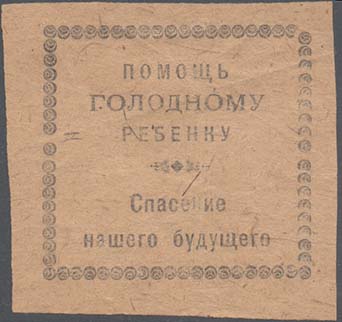 ПОМОЩЬ
ГОЛОДНОМУ
РЕБЕНКУ
Спасение
нашего будущего